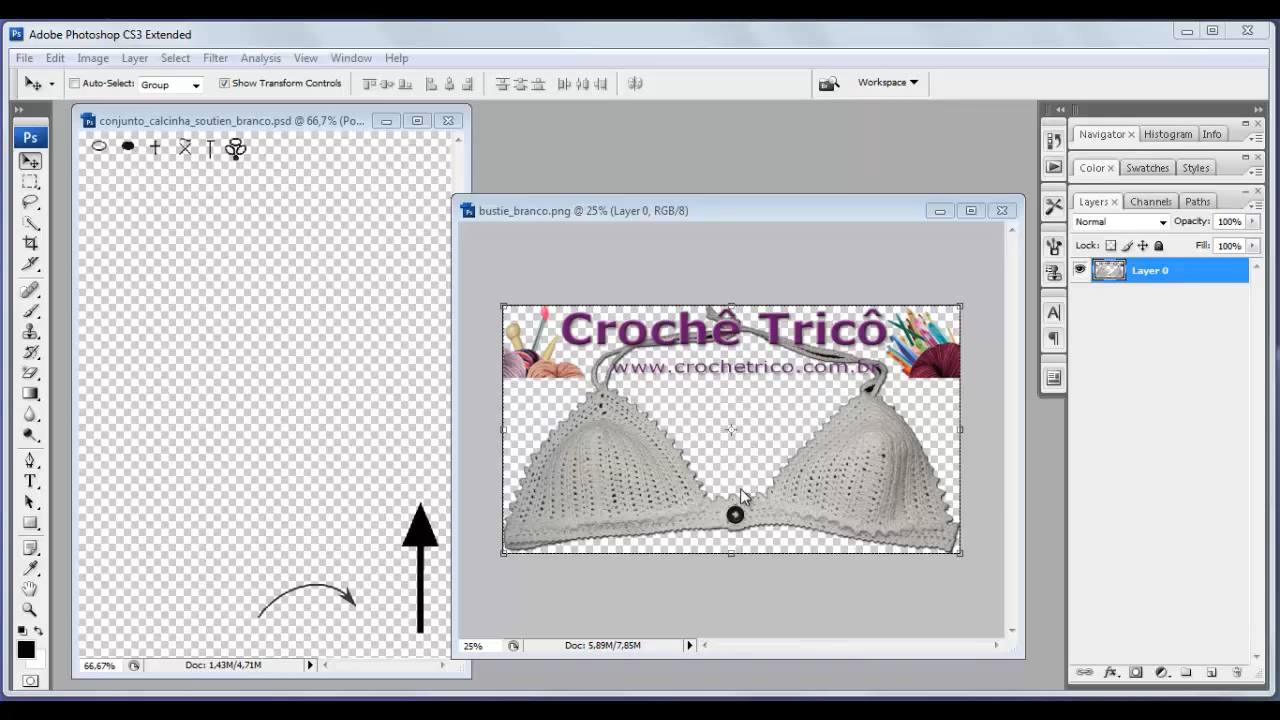 Adobe Photoshop CS3 Extended
File Edit Image Layer Select Filter Analysis View Window Help
Auto-Select: Group Show Transform Controls Workspace
conjunto_calcinha_soutien_branco.psd @ 66,7% (Po...
Ps
bustie_branco.png @ 25% (Layer 0, RGB/8)
Crochê Tricô
www.crochetrico.com.br
66,67% Doc: 1,43M/4,71M
25% Doc: 5,89M/7,85M
Navigator × Histogram Info
Color × Swatches Styles
Layers × Channels Paths
Normal Opacity: 100%
Lock: Fill: 100%
Layer 0